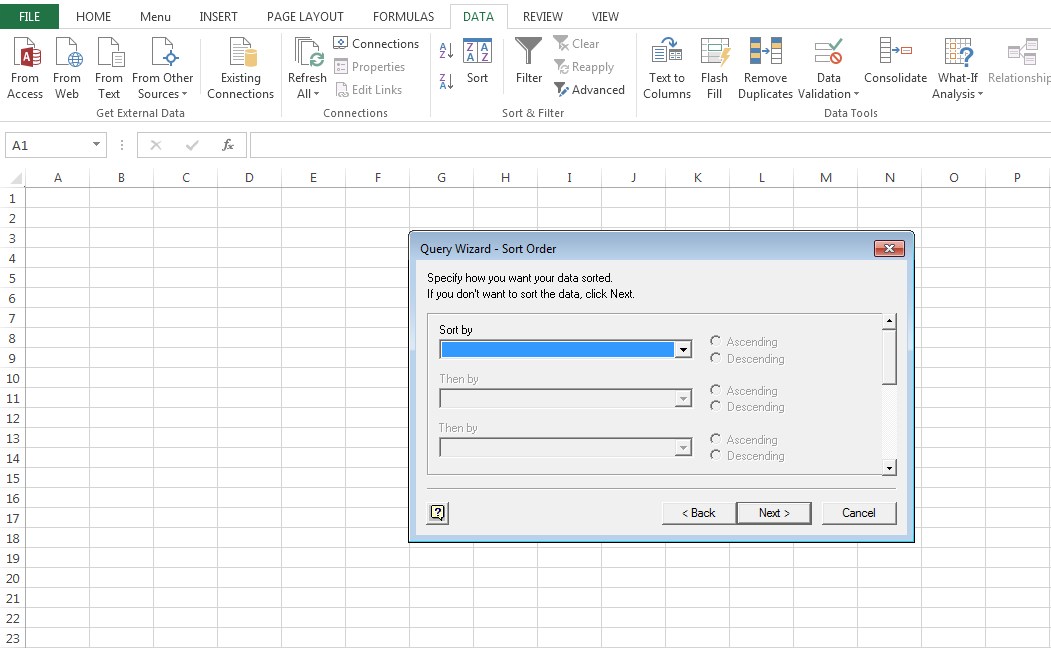 FILE HOME Menu INSERT PAGE LAYOUT FORMULAS DATA REVIEW VIEW
From Access
From Web
From Text
From Other Sources
Existing Connections
Get External Data
Refresh All
Connections
Properties
Edit Links
Connections
Sort
Filter
Clear
Reapply
Advanced
Sort & Filter
Text to Columns
Flash Fill
Remove Duplicates
Data Validation
Consolidate
What-If Analysis
Relationship
Data Tools
A1
fx
A B C D E F G H I J K L M N O P
1
2
3
4
5
6
7
8
9
10
11
12
13
14
15
16
17
18
19
20
21
22
23
Query Wizard - Sort Order
Specify how you want your data sorted.
If you don't want to sort the data, click Next.
Sort by
Ascending
Descending
Then by
Ascending
Descending
Then by
Ascending
Descending
?
< Back
Next >
Cancel